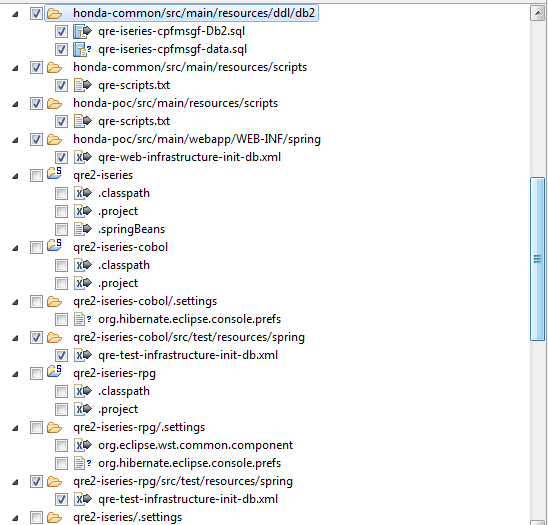 honda-common/src/main/resources/ddl/db2
qre-iseries-cpfmsgf-Db2.sql
qre-iseries-cpfmsgf-data.sql
honda-common/src/main/resources/scripts
qre-scripts.txt
honda-poc/src/main/resources/scripts
qre-scripts.txt
honda-poc/src/main/webapp/WEB-INF/spring
qre-web-infrastructure-init-db.xml
qre2-iseries
.classpath
.project
.springBeans
qre2-iseries-cobol
.classpath
.project
qre2-iseries-cobol/.settings
org.hibernate.eclipse.console.prefs
qre2-iseries-cobol/src/test/resources/spring
qre-test-infrastructure-init-db.xml
qre2-iseries-rpg
.classpath
.project
qre2-iseries-rpg/.settings
org.eclipse.wst.common.component
org.hibernate.eclipse.console.prefs
qre2-iseries-rpg/src/test/resources/spring
qre-test-infrastructure-init-db.xml
qre2-iseries/.settings